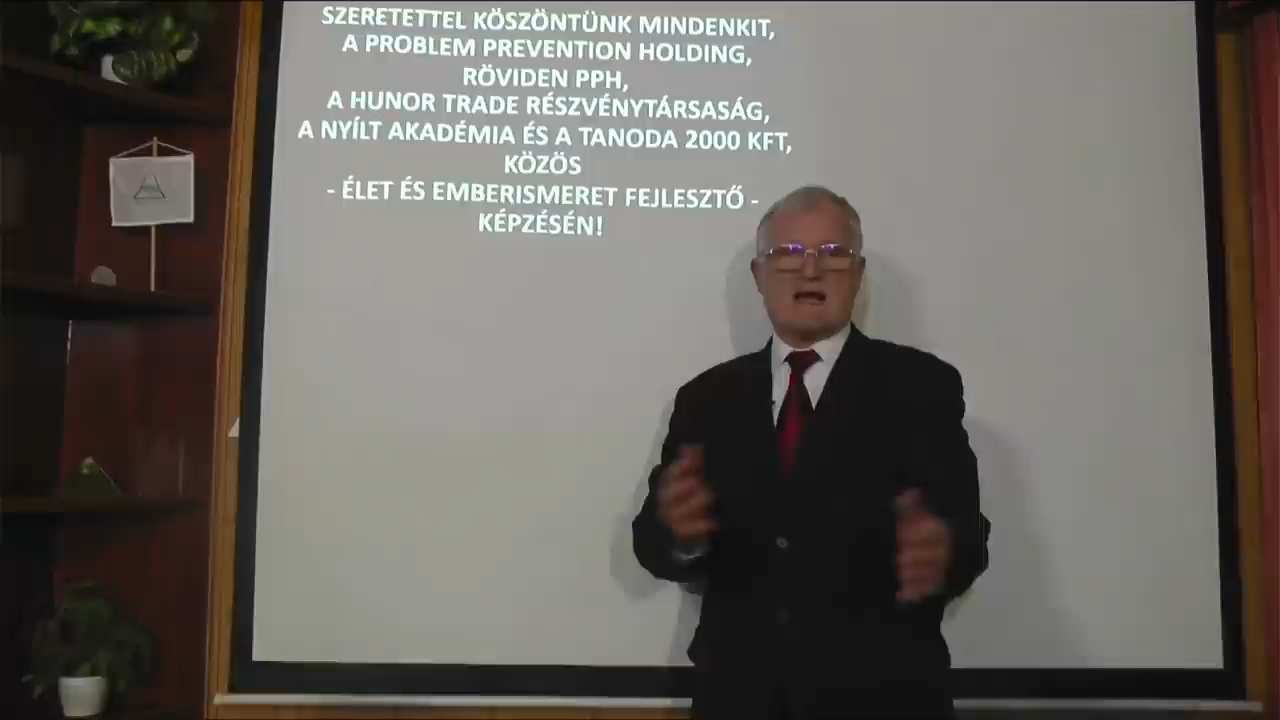 SZERETETTEL KÖSZÖNTÜNK MINDENKIT,
A PROBLEM PREVENTION HOLDING,
RÖVIDEN PPH,
A HUNOR TRADE RÉSZVÉNYTÁRSASÁG,
A NYÍLT AKADÉMIA ÉS A TANODA 2000 KFT,
KÖZÖS
- ÉLET ÉS EMBERISMERET FEJLESZTŐ -
KÉPZÉSÉN!